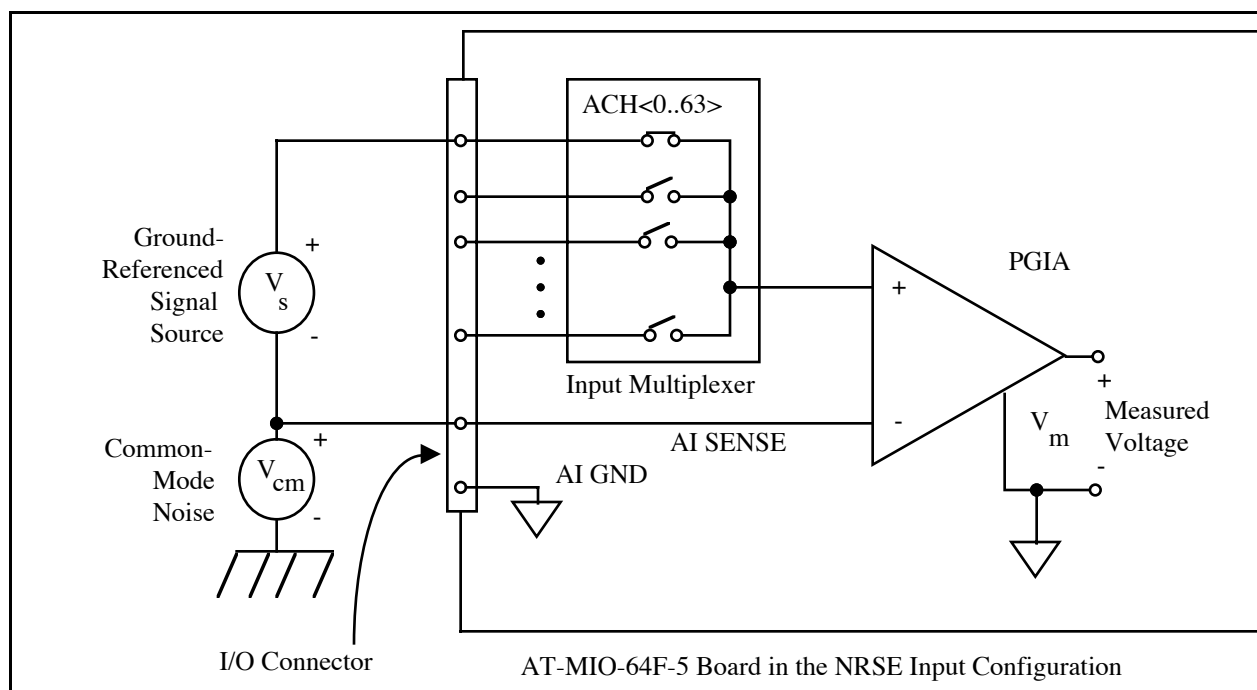 ACH<0..63>
Ground-
Referenced
Signal
Source
+
V
s
-
PGIA
+
-
Input Multiplexer
+
Measured
Voltage
-
V
m
Common-
Mode
Noise
+
V
cm
-
AI SENSE
AI GND
I/O Connector
AT-MIO-64F-5 Board in the NRSE Input Configuration